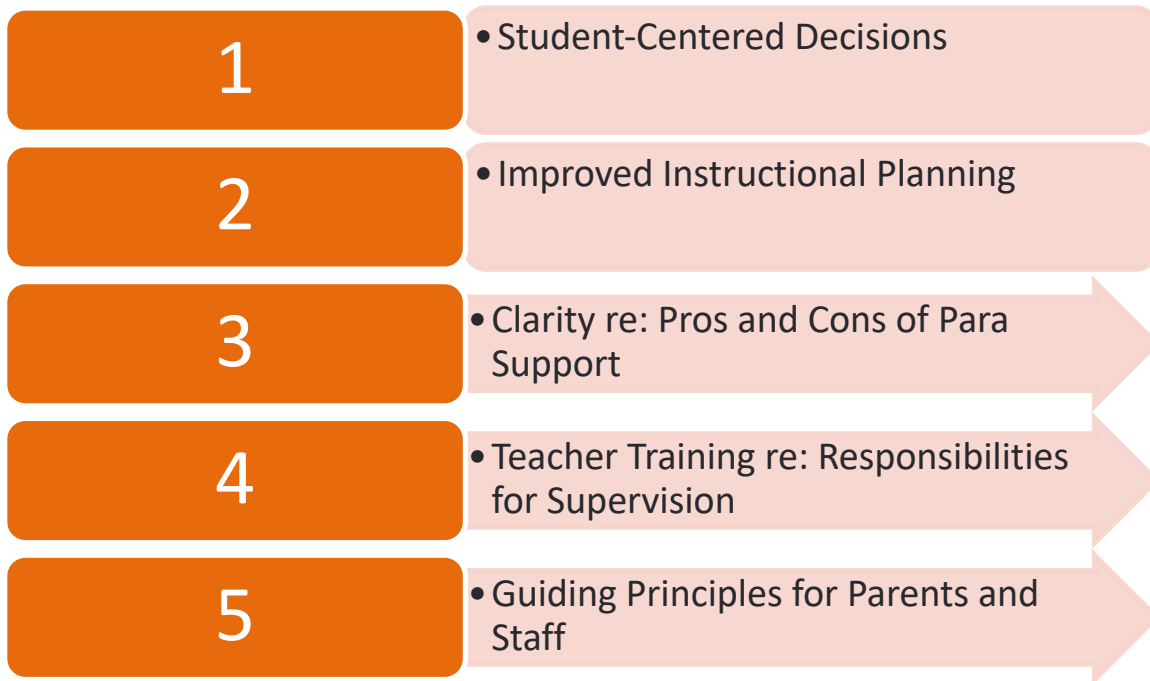 1
• Student-Centered Decisions
2
• Improved Instructional Planning
3
• Clarity re: Pros and Cons of Para
Support
4
• Teacher Training re: Responsibilities
for Supervision
5
• Guiding Principles for Parents and
Staff